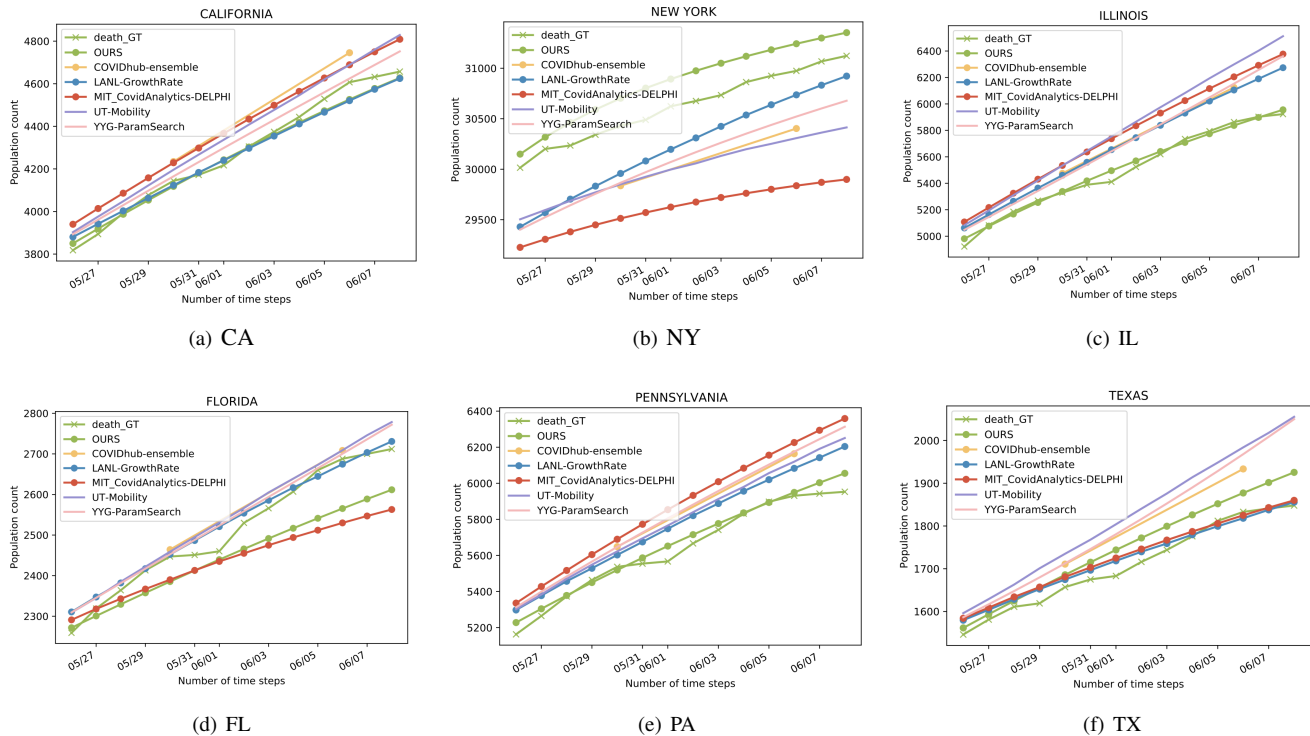 CALIFORNIA
death_GT
OURS
COVIDhub-ensemble
LANL-GrowthRate
MIT_CovidAnalytics-DELPHI
UT-Mobility
YYG-ParamSearch
Population count
4800
4600
4400
4200
4000
3800
05/27
05/29
05/31
06/01
06/03
06/05
06/07
Number of time steps
(a) CA
NEW YORK
death_GT
OURS
COVIDhub-ensemble
LANL-GrowthRate
MIT_CovidAnalytics-DELPHI
UT-Mobility
YYG-ParamSearch
Population count
31000
30500
30000
29500
05/27
05/29
05/31
06/01
06/03
06/05
06/07
Number of time steps
(b) NY
ILLINOIS
death_GT
OURS
COVIDhub-ensemble
LANL-GrowthRate
MIT_CovidAnalytics-DELPHI
UT-Mobility
YYG-ParamSearch
Population count
6400
6200
6000
5800
5600
5400
5200
5000
05/27
05/29
05/31
06/01
06/03
06/05
06/07
Number of time steps
(c) IL
FLORIDA
death_GT
OURS
COVIDhub-ensemble
LANL-GrowthRate
MIT_CovidAnalytics-DELPHI
UT-Mobility
YYG-ParamSearch
Population count
2800
2700
2600
2500
2400
2300
05/27
05/29
05/31
06/01
06/03
06/05
06/07
Number of time steps
(d) FL
PENNSYLVANIA
death_GT
OURS
COVIDhub-ensemble
LANL-GrowthRate
MIT_CovidAnalytics-DELPHI
UT-Mobility
YYG-ParamSearch
Population count
6400
6200
6000
5800
5600
5400
5200
05/27
05/29
05/31
06/01
06/03
06/05
06/07
Number of time steps
(e) PA
TEXAS
death_GT
OURS
COVIDhub-ensemble
LANL-GrowthRate
MIT_CovidAnalytics-DELPHI
UT-Mobility
YYG-ParamSearch
Population count
2000
1900
1800
1700
1600
05/27
05/29
05/31
06/01
06/03
06/05
06/07
Number of time steps
(f) TX